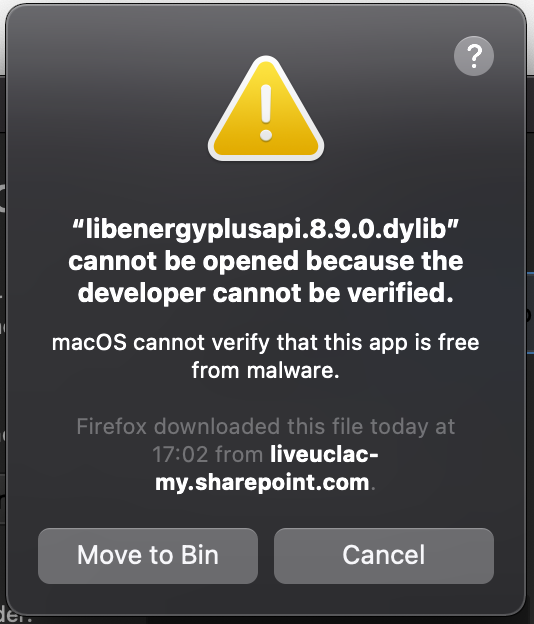 ?
“libenergyplusapi.8.9.0.dylib”
cannot be opened because the
developer cannot be verified.
macOS cannot verify that this app is free
from malware.
Firefox downloaded this file today at
17:02 from liveuclac-
my.sharepoint.com.
Move to Bin
Cancel
der.